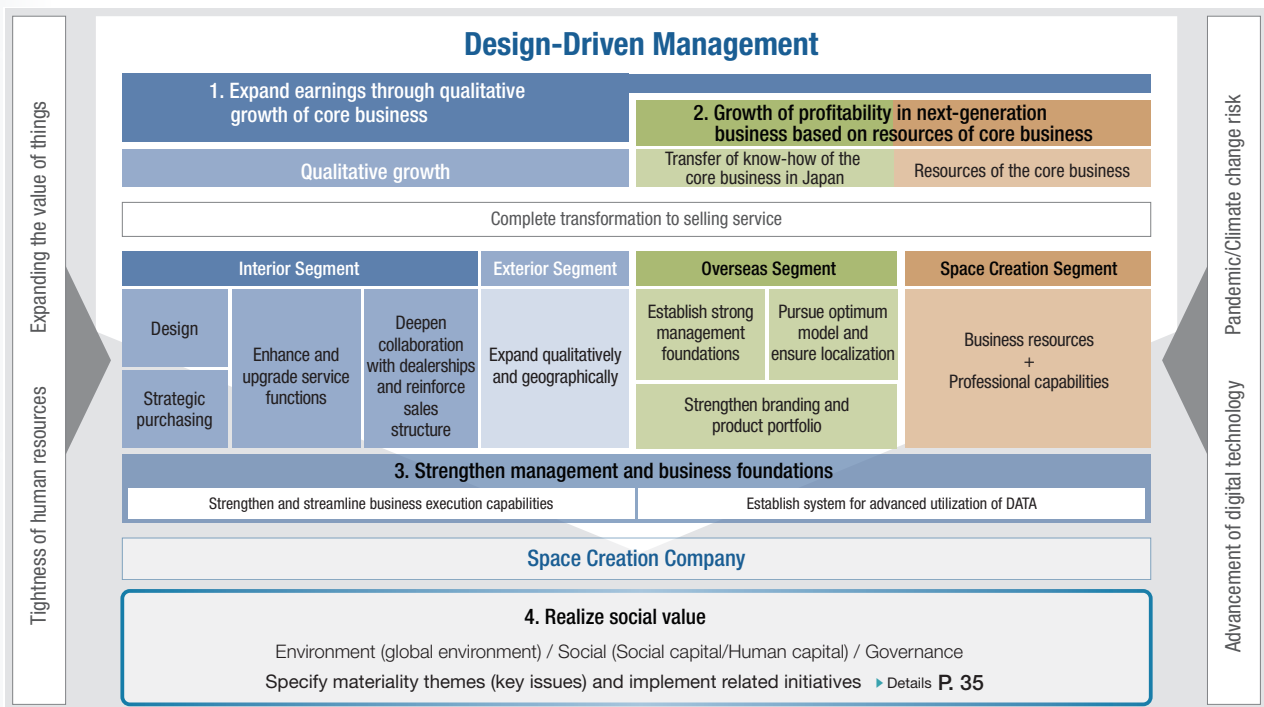 Design-Driven Management
Expanding the value of things
Tightness of human resources
1. Expand earnings through qualitative
growth of core business
2. Growth of profitability in next-generation
business based on resources of core business
Qualitative growth
Transfer of know-how of the
core business in Japan
Resources of the core business
Complete transformation to selling service
Interior Segment
Exterior Segment
Overseas Segment
Space Creation Segment
Design
Strategic
purchasing
Enhance and
upgrade service
functions
Deepen
collaboration
with dealerships
and reinforce
sales
structure
Expand qualitatively
and geographically
Establish strong
management
foundations
Pursue optimum
model and
ensure localization
Strengthen branding and
product portfolio
Business resources
+
Professional capabilities
3. Strengthen management and business foundations
Strengthen and streamline business execution capabilities
Establish system for advanced utilization of DATA
Space Creation Company
4. Realize social value
Environment (global environment) / Social (Social capital/Human capital) / Governance
Specify materiality themes (key issues) and implement related initiatives ▶ Details P. 35
Pandemic/Climate change risk
Advancement of digital technology